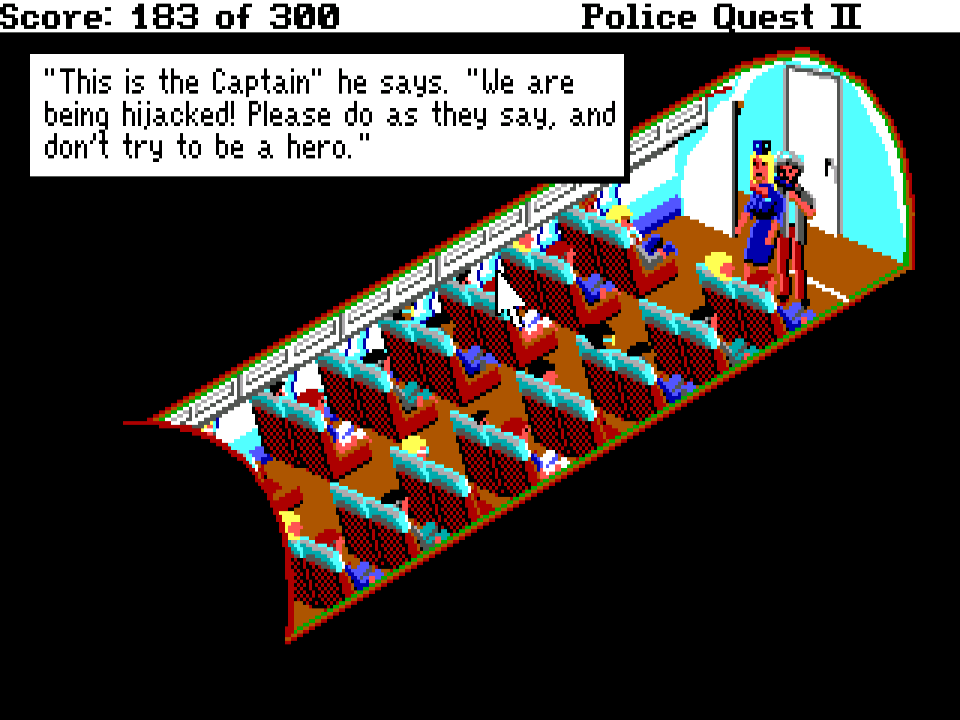 Score: 183 of 300 Police Quest II
"This is the Captain" he says. "We are
being hijacked! Please do as they say, and
don't try to be a hero."